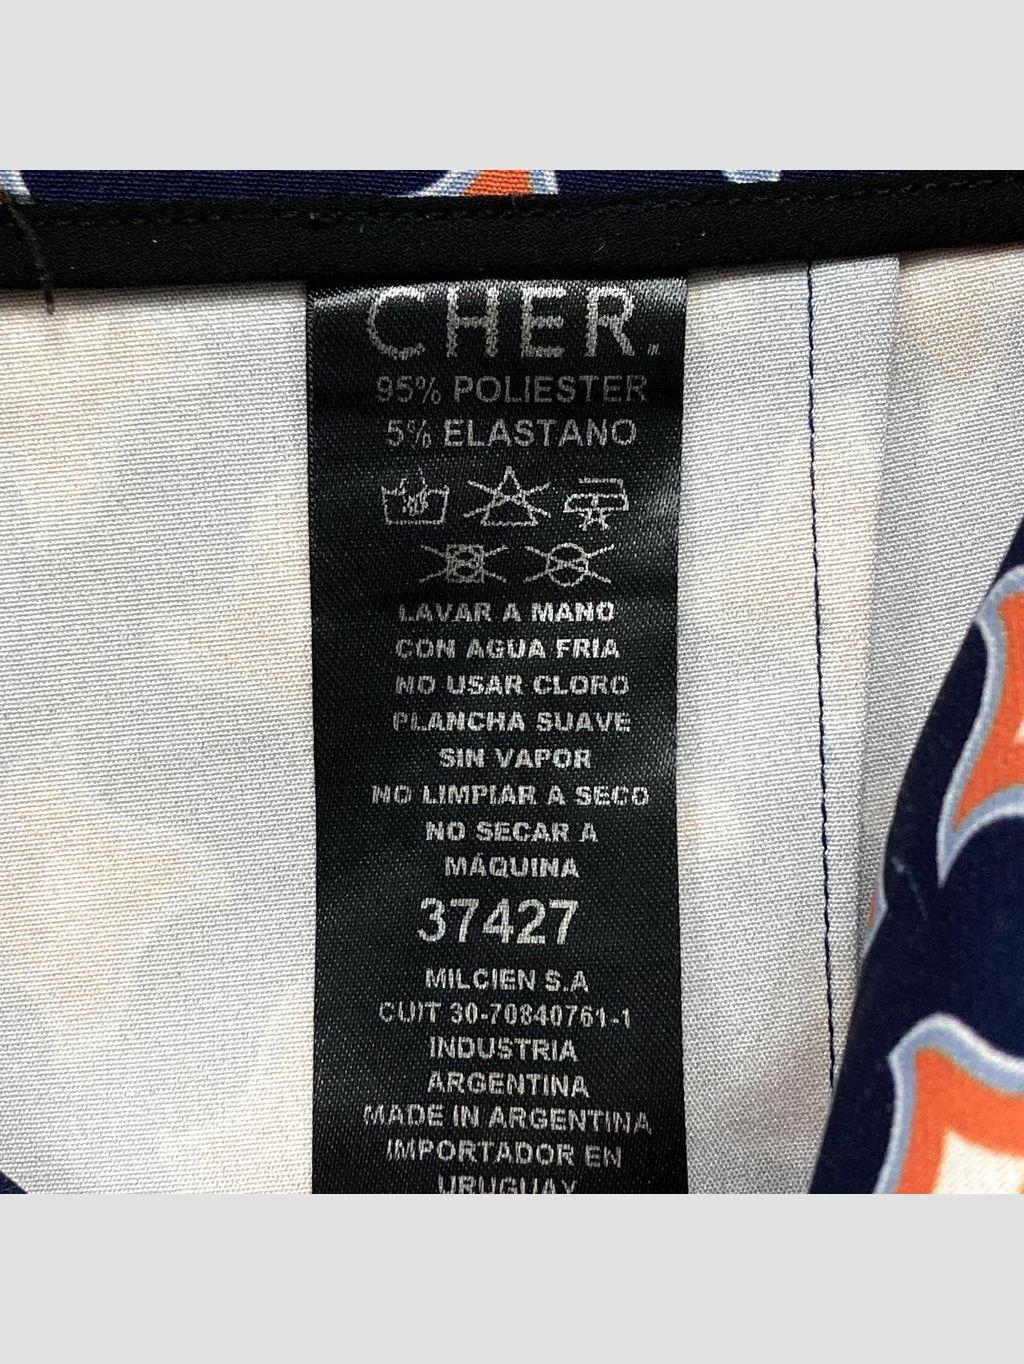 CHER.
95% POLIESTER
5% ELASTANO
LAVAR A MANO
CON AGUA FRIA
NO USAR CLORO
PLANCHA SUAVE
SIN VAPOR
NO LIMPIAR A SECO
NO SECAR A
MÁQUINA
37427
MILCIEN S.A
CUIT 30-70840761-1
INDUSTRIA
ARGENTINA
MADE IN ARGENTINA
IMPORTADOR EN
URUGUAY